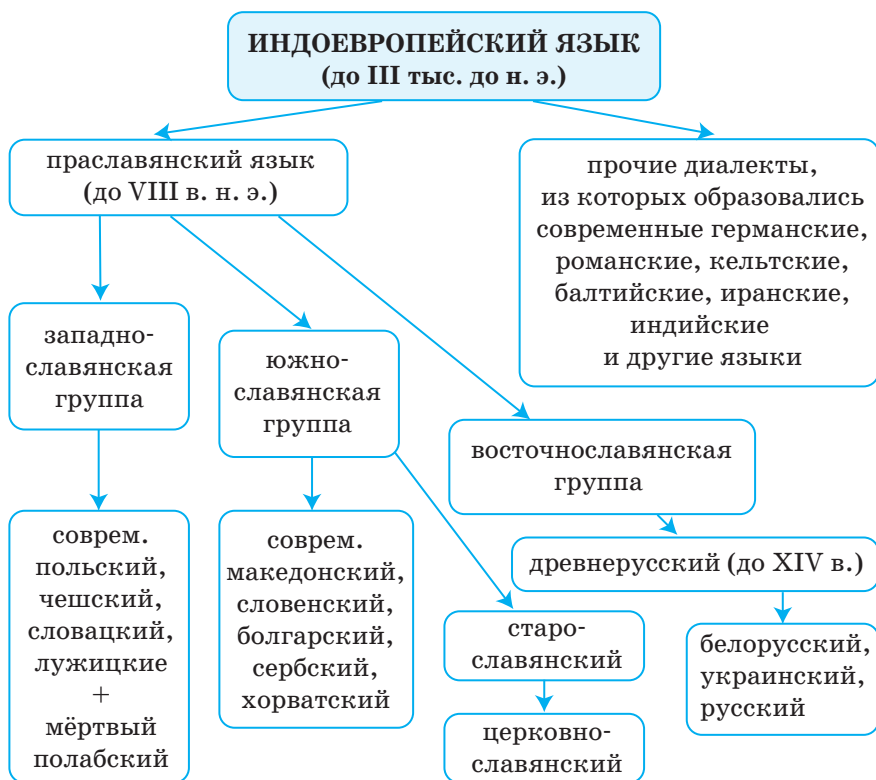 ИНДОЕВРОПЕЙСКИЙ ЯЗЫК
(до III тыс. до н. э.)
праславянский язык
(до VIII в. н. э.)
прочие диалекты,
из которых образовались
современные германские,
романские, кельтские,
балтийские, иранские,
индийские
и другие языки
западно-
славянская
группа
южно-
славянская
группа
восточнославянская
группа
соврем.
польский,
чешский,
словацкий,
лужицкие
+
мёртвый
полабский
соврем.
македонский,
словенский,
болгарский,
сербский,
хорватский
древнерусский (до XIV в.)
старо-
славянский
белорусский,
украинский,
русский
церковно-
славянский